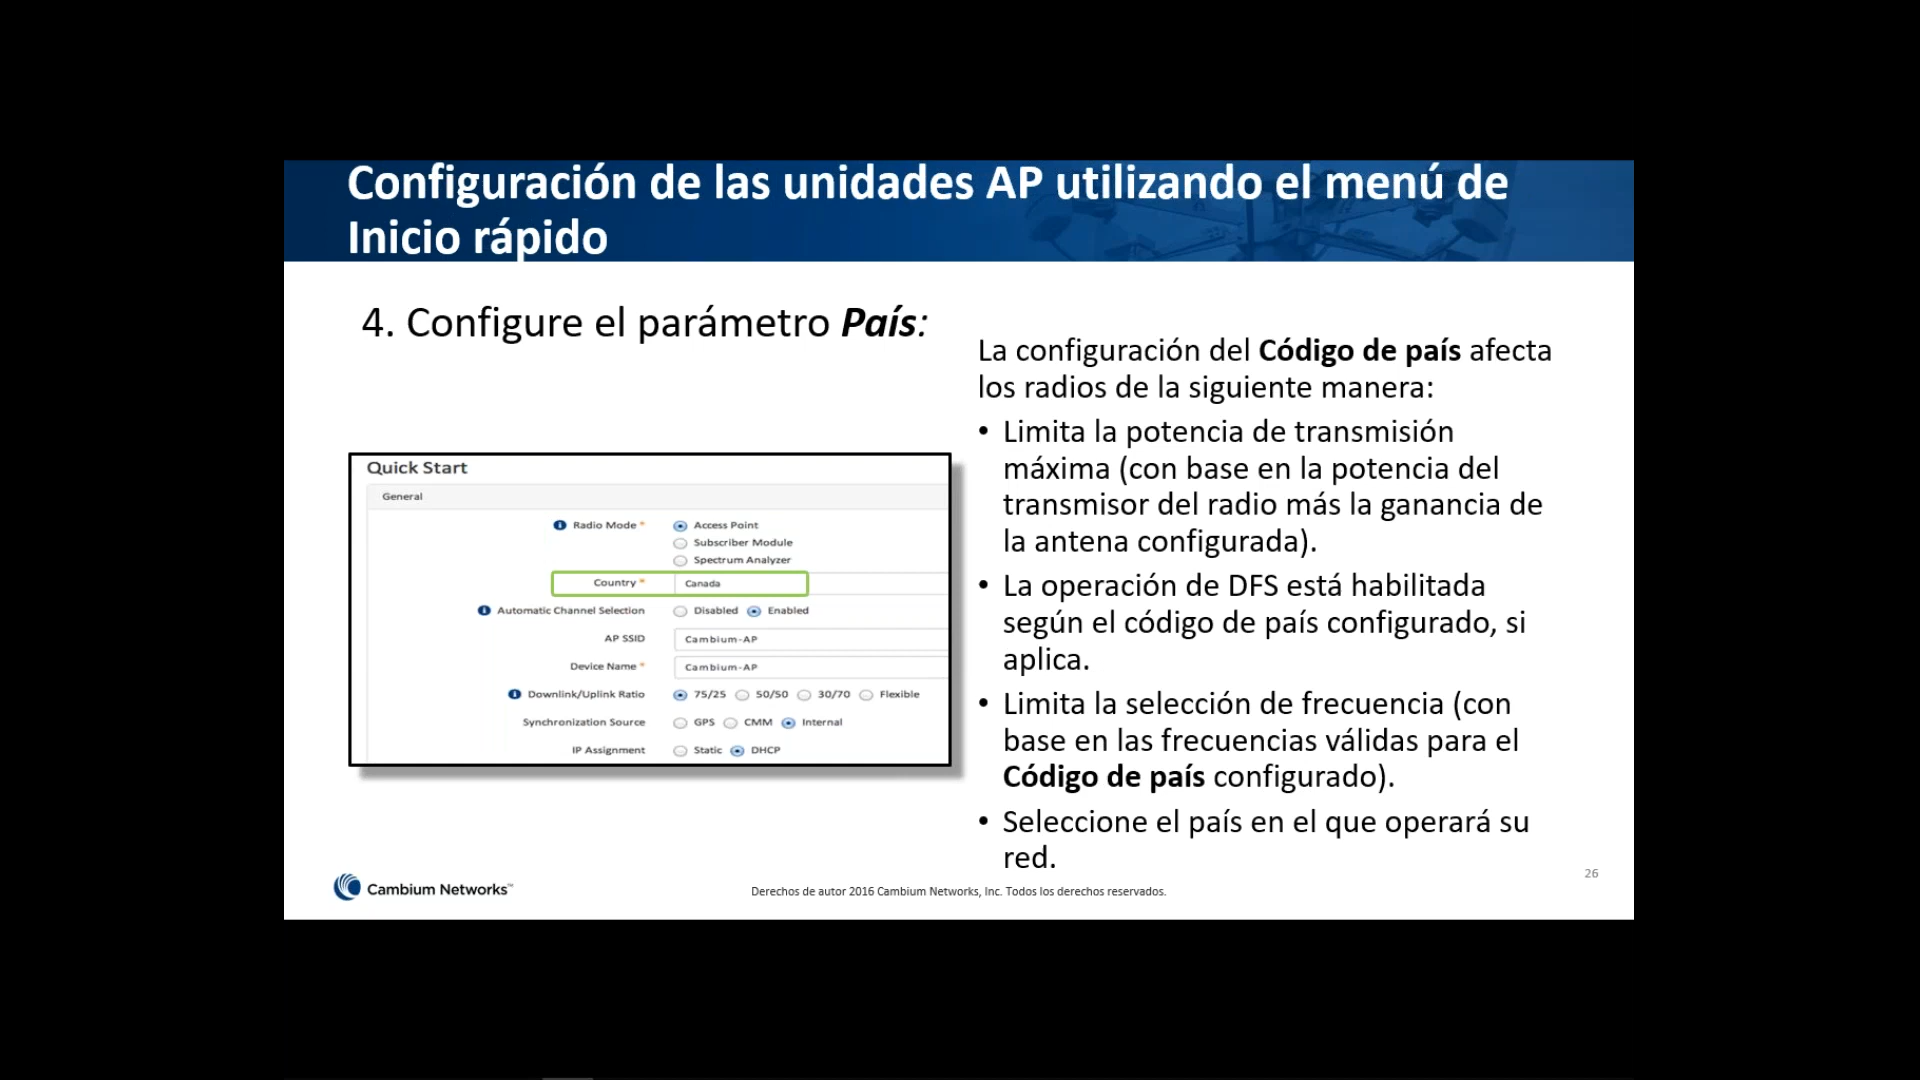 Configuración de las unidades AP utilizando el menú de
Inicio rápido
4. Configure el parámetro País:
Quick Start
General
Radio Mode * Access Point
Subscriber Module
Spectrum Analyzer
Country * Canada
Automatic Channel Selection Disabled Enabled
AP SSID Cambium-AP
Device Name * Cambium-AP
Downlink/Uplink Ratio 75/25 50/50 30/70 Flexible
Synchronization Source GPS CMM Internal
IP Assignment Static DHCP
La configuración del Código de país afecta
los radios de la siguiente manera:
• Limita la potencia de transmisión
máxima (con base en la potencia del
transmisor del radio más la ganancia de
la antena configurada).
• La operación de DFS está habilitada
según el código de país configurado, si
aplica.
• Limita la selección de frecuencia (con
base en las frecuencias válidas para el
Código de país configurado).
• Seleccione el país en el que operará su
red.
Cambium Networks™
Derechos de autor 2016 Cambium Networks, Inc. Todos los derechos reservados.
26